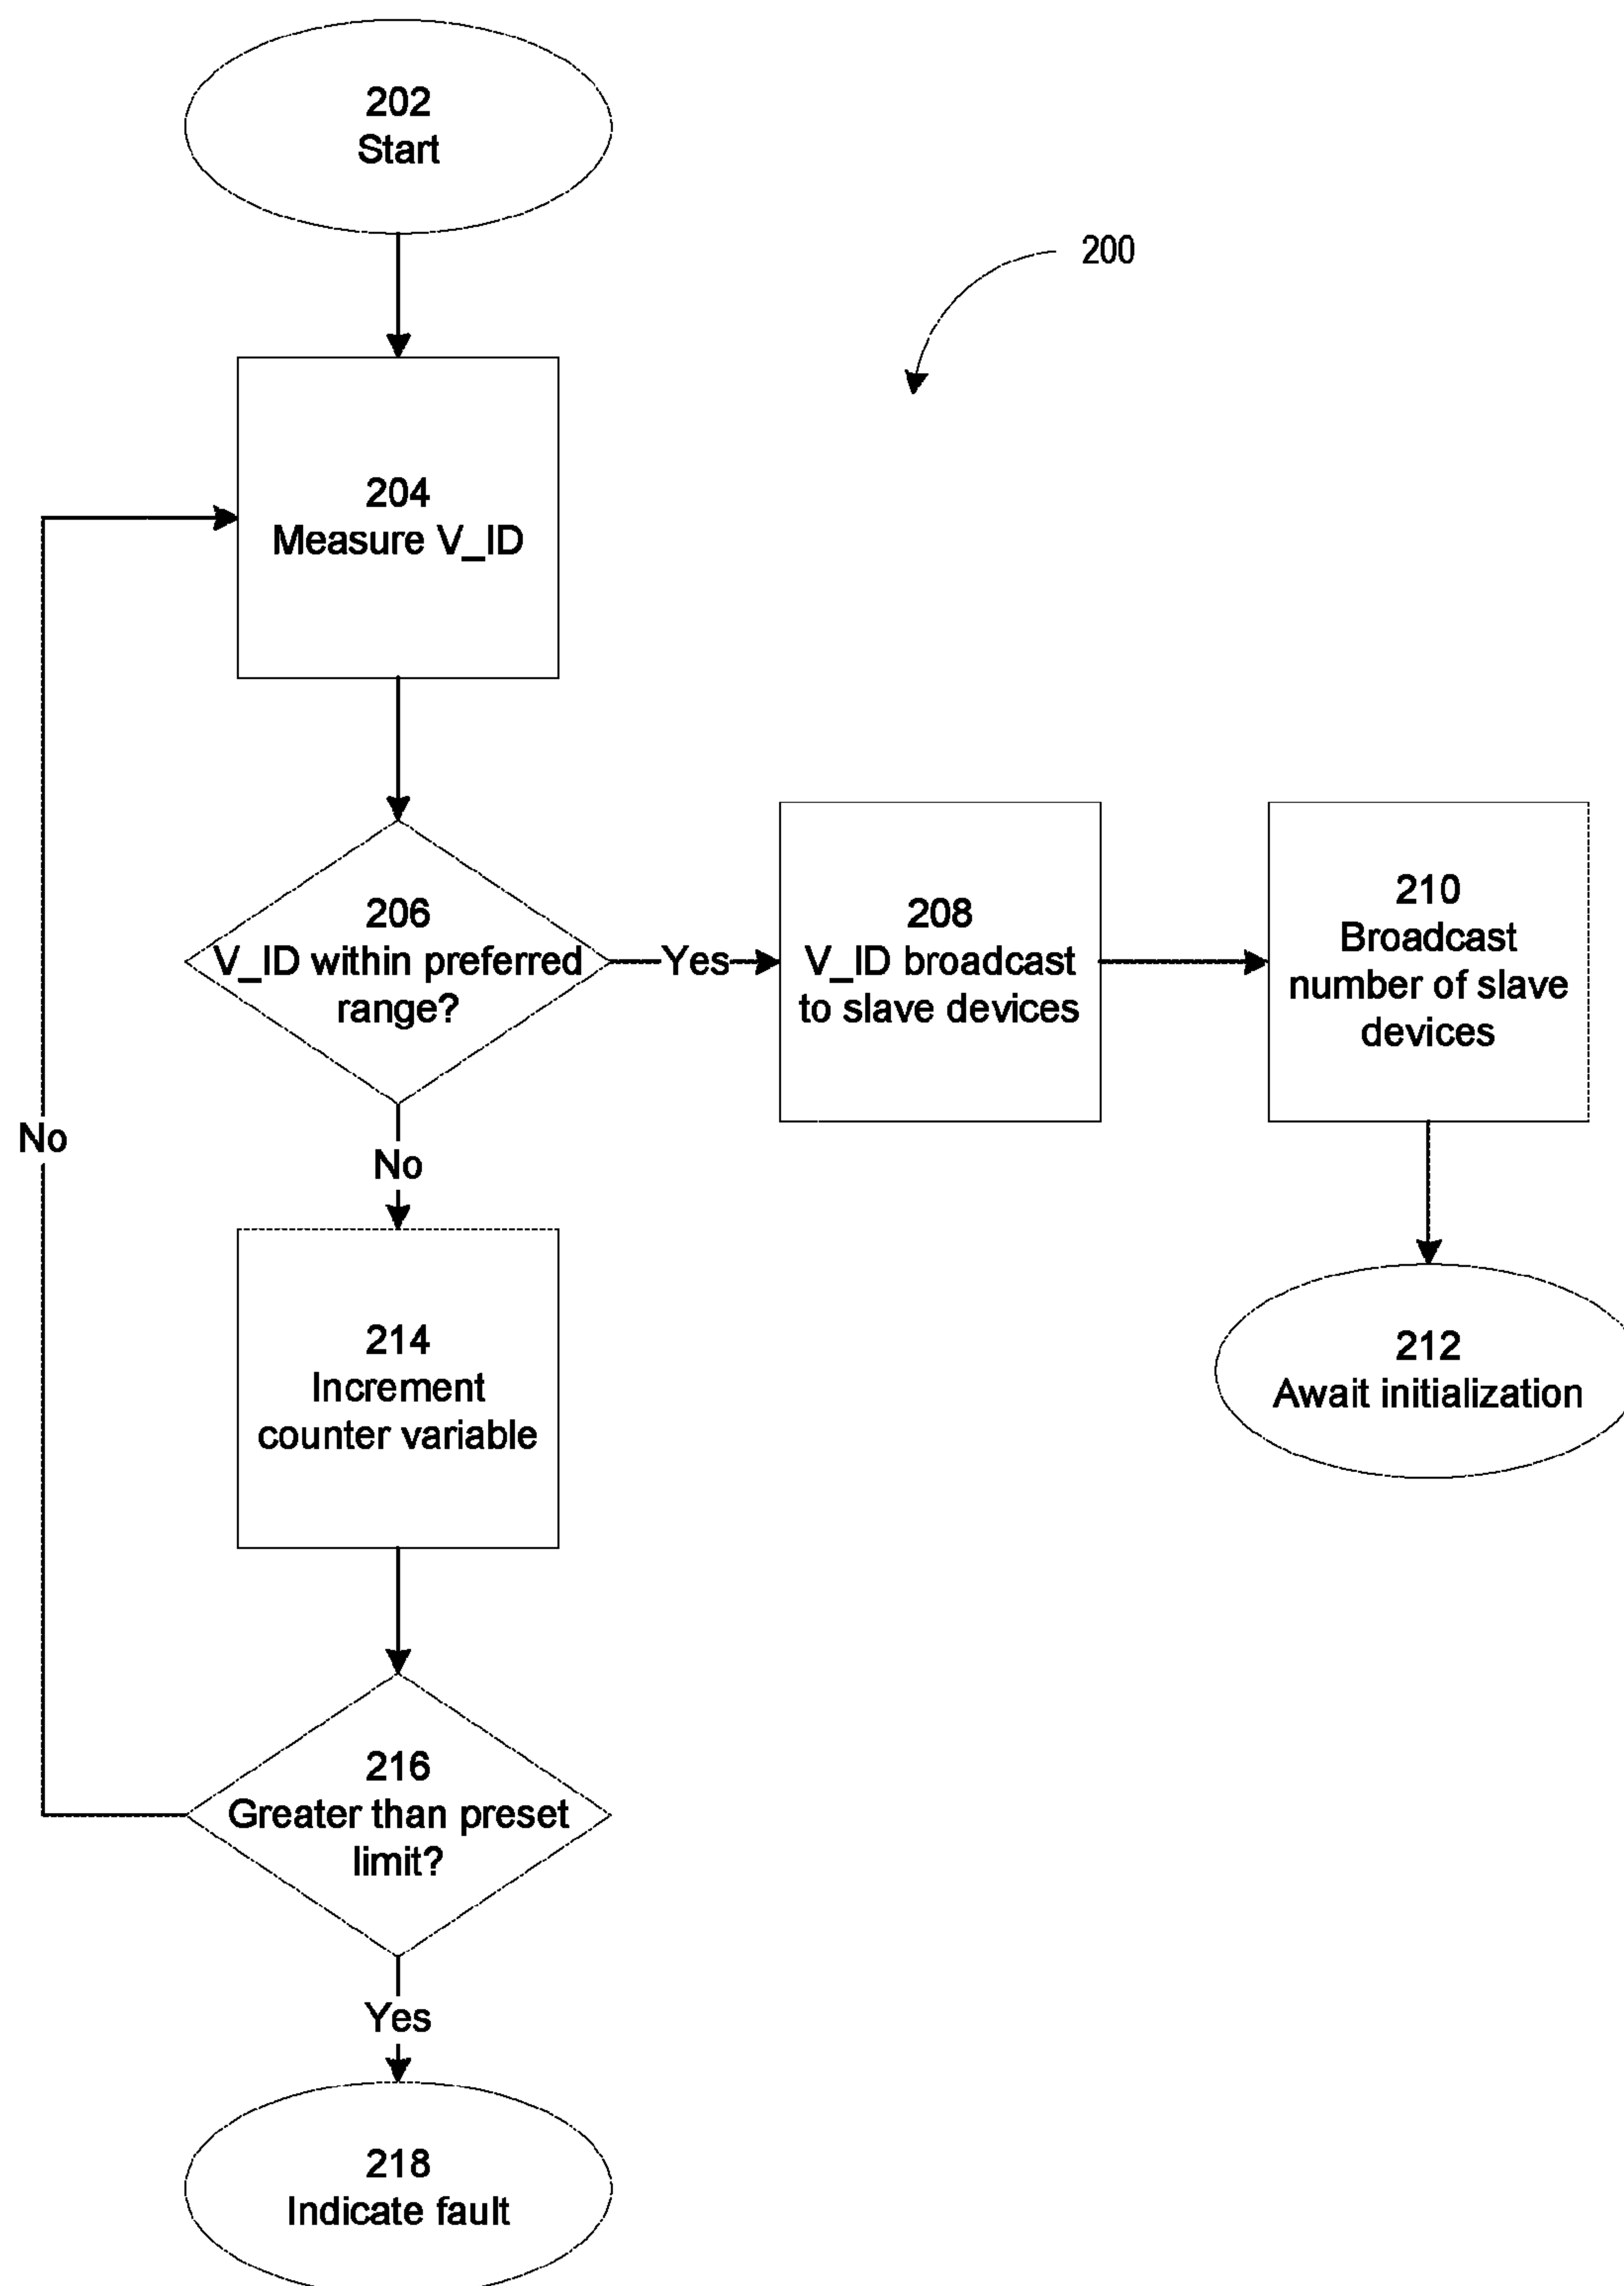 202
Start
200
204
Measure V_ID
206
V_ID within preferred
range?
Yes
208
V_ID broadcast
to slave devices
210
Broadcast
number of slave
devices
212
Await initialization
No
No
214
Increment
counter variable
216
Greater than preset
limit?
Yes
218
Indicate fault